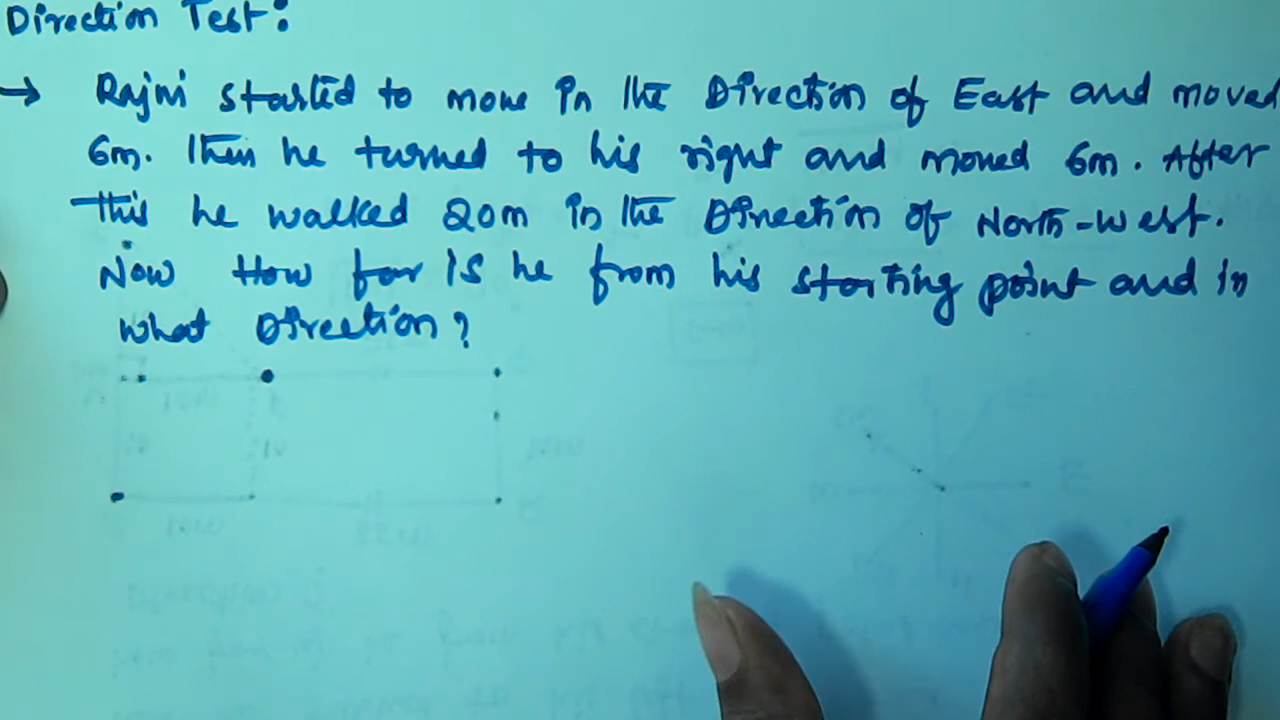 Direction Test:
→ Rajni started to move in the Direction of East and moved
6m. Then he turned to his right and moved 6m. After
this he walked 20m in the Direction of North-West.
Now How far is he from his starting point and in
what Direction?